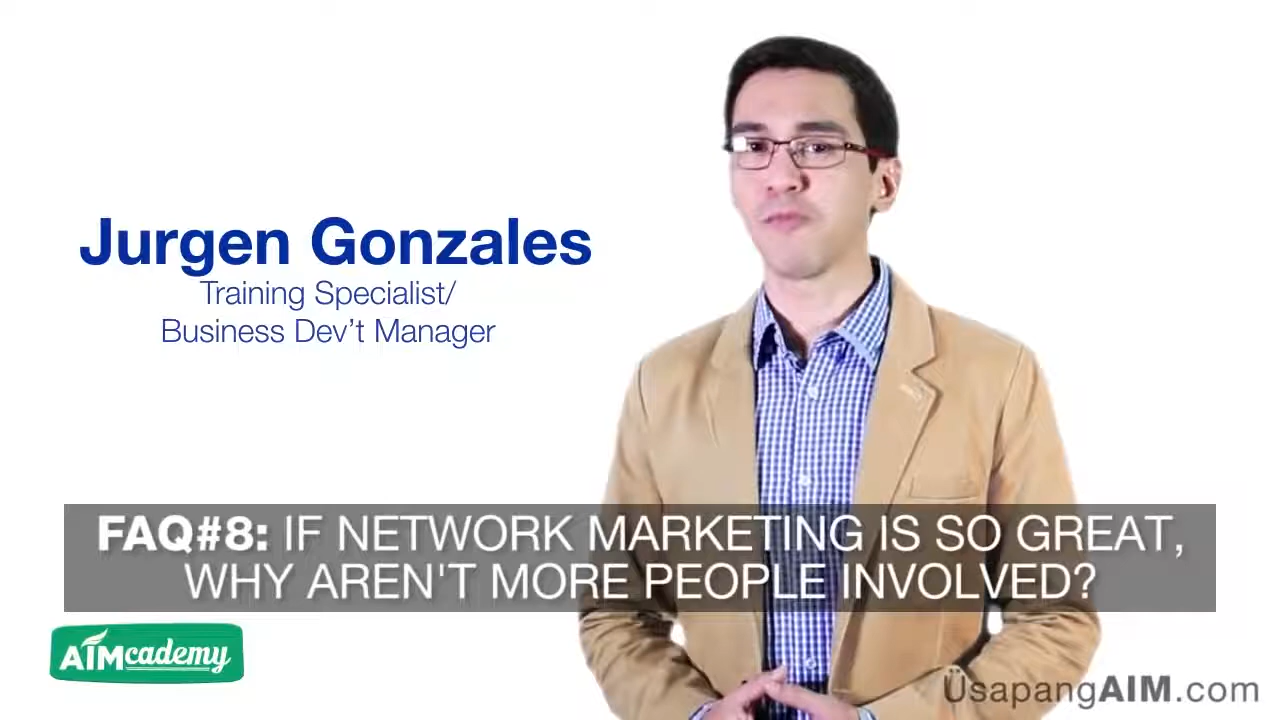 Jurgen Gonzales
Training Specialist/
Business Dev't Manager
FAQ#8: IF NETWORK MARKETING IS SO GREAT,
WHY AREN'T MORE PEOPLE INVOLVED?
AIMcademy
UsapangAIM.com